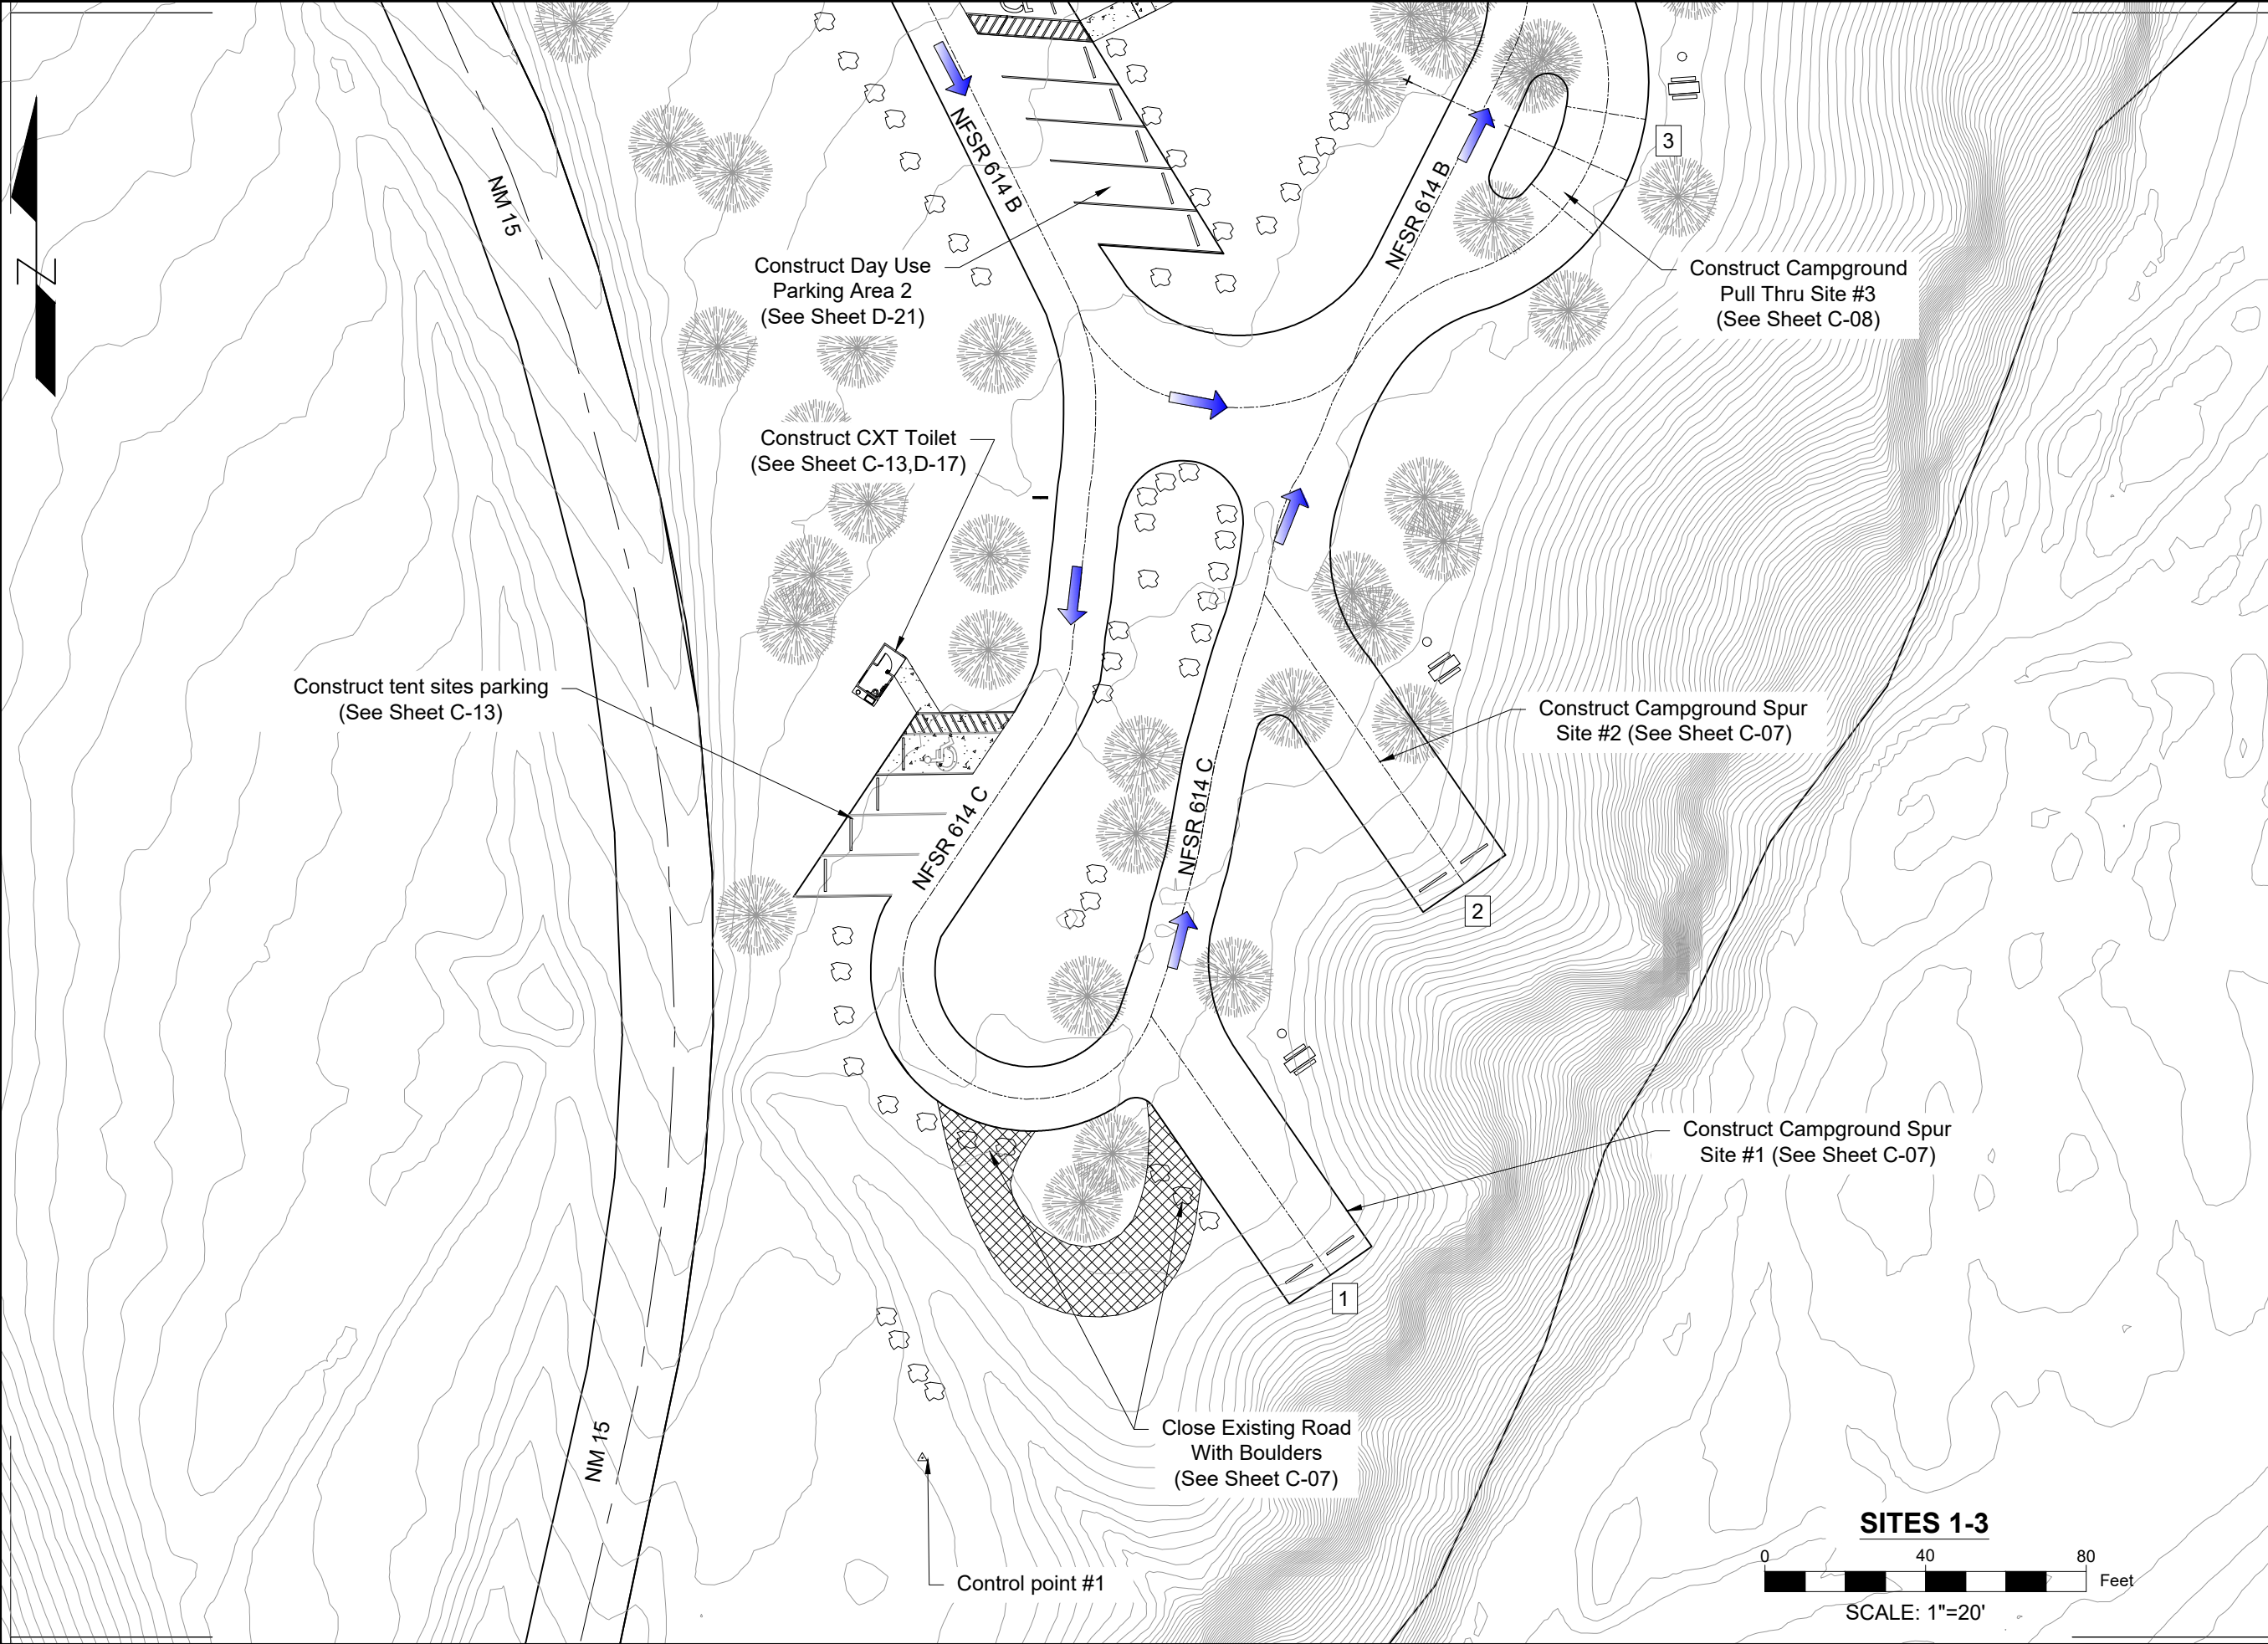 NM 15
NFSR 614 B
NFSR 614 B
3
Construct Day Use
Parking Area 2
(See Sheet D-21)
Construct Campground
Pull Thru Site #3
(See Sheet C-08)
Z
Construct CXT Toilet
(See Sheet C-13,D-17)
Construct tent sites parking
(See Sheet C-13)
Construct Campground Spur
Site #2 (See Sheet C-07)
NFSR 614 C
NFSR 614 C
2
Construct Campground Spur
Site #1 (See Sheet C-07)
1
Close Existing Road
With Boulders
(See Sheet C-07)
NM 15
Control point #1
SITES 1-3
0 40 80
Feet
SCALE: 1"=20'